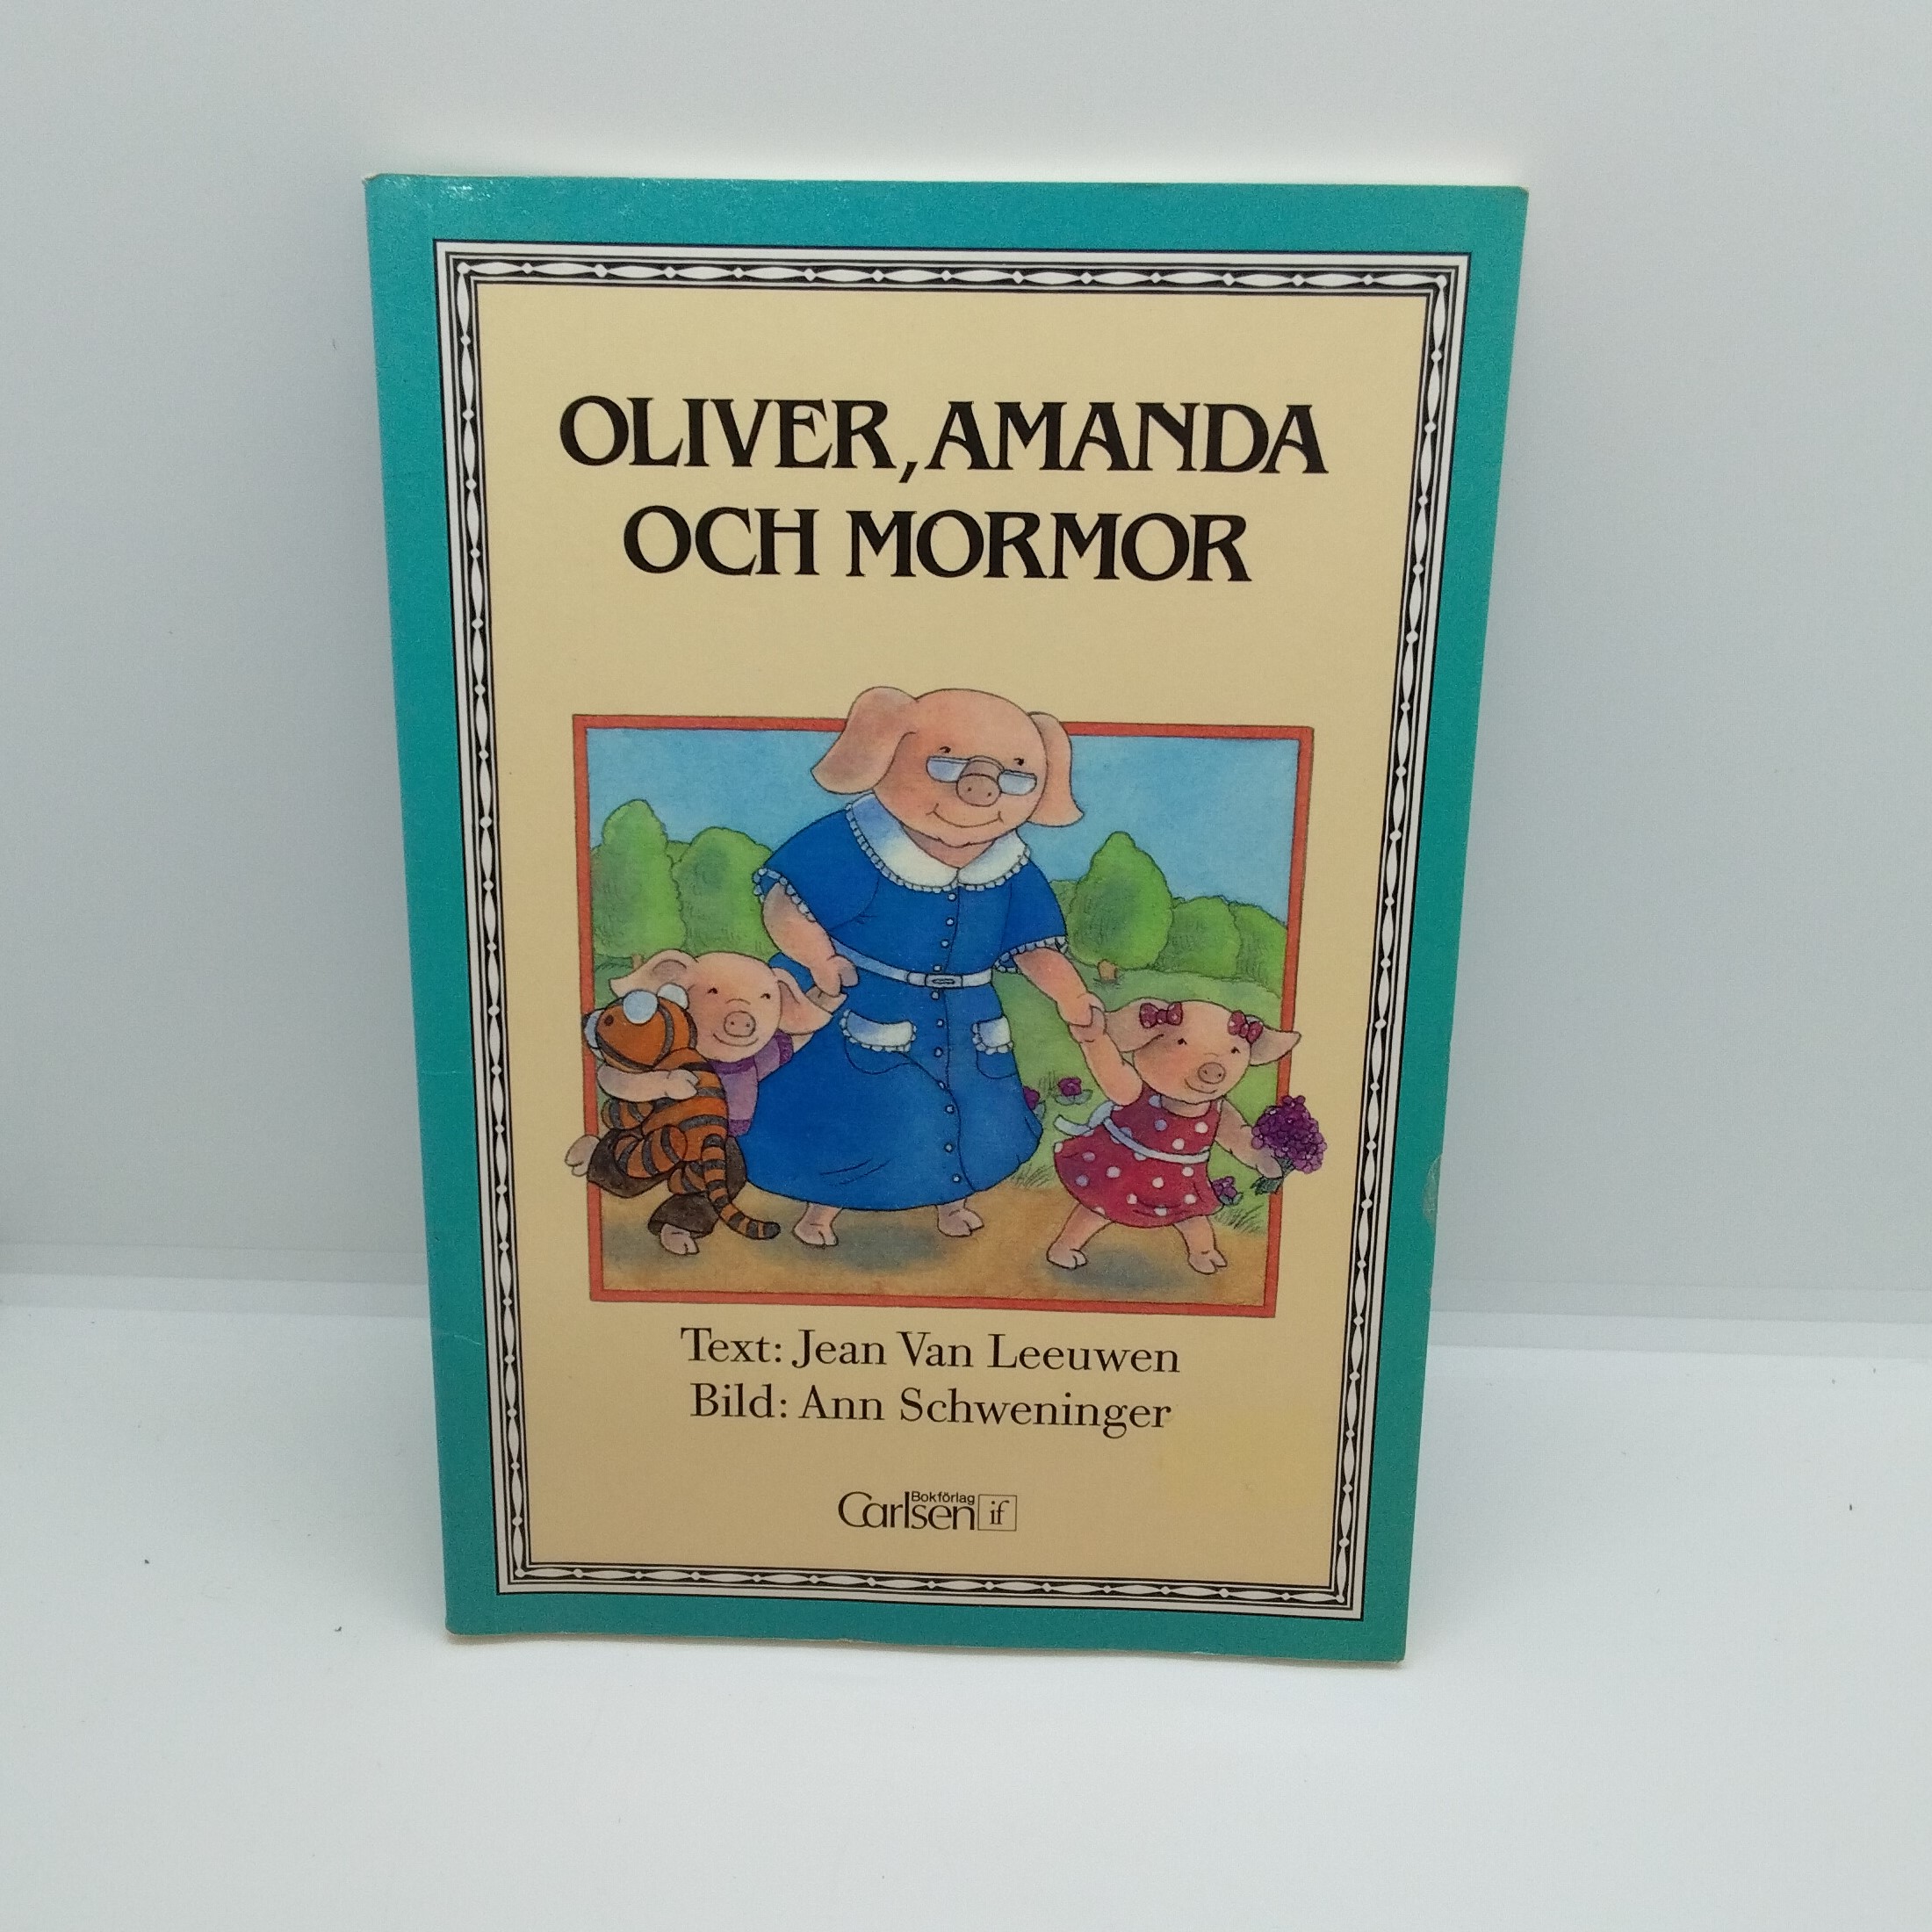 OLIVER, AMANDA
OCH MORMOR
Text: Jean Van Leeuwen
Bild: Ann Schweninger
Bokförlag
Carlsen if